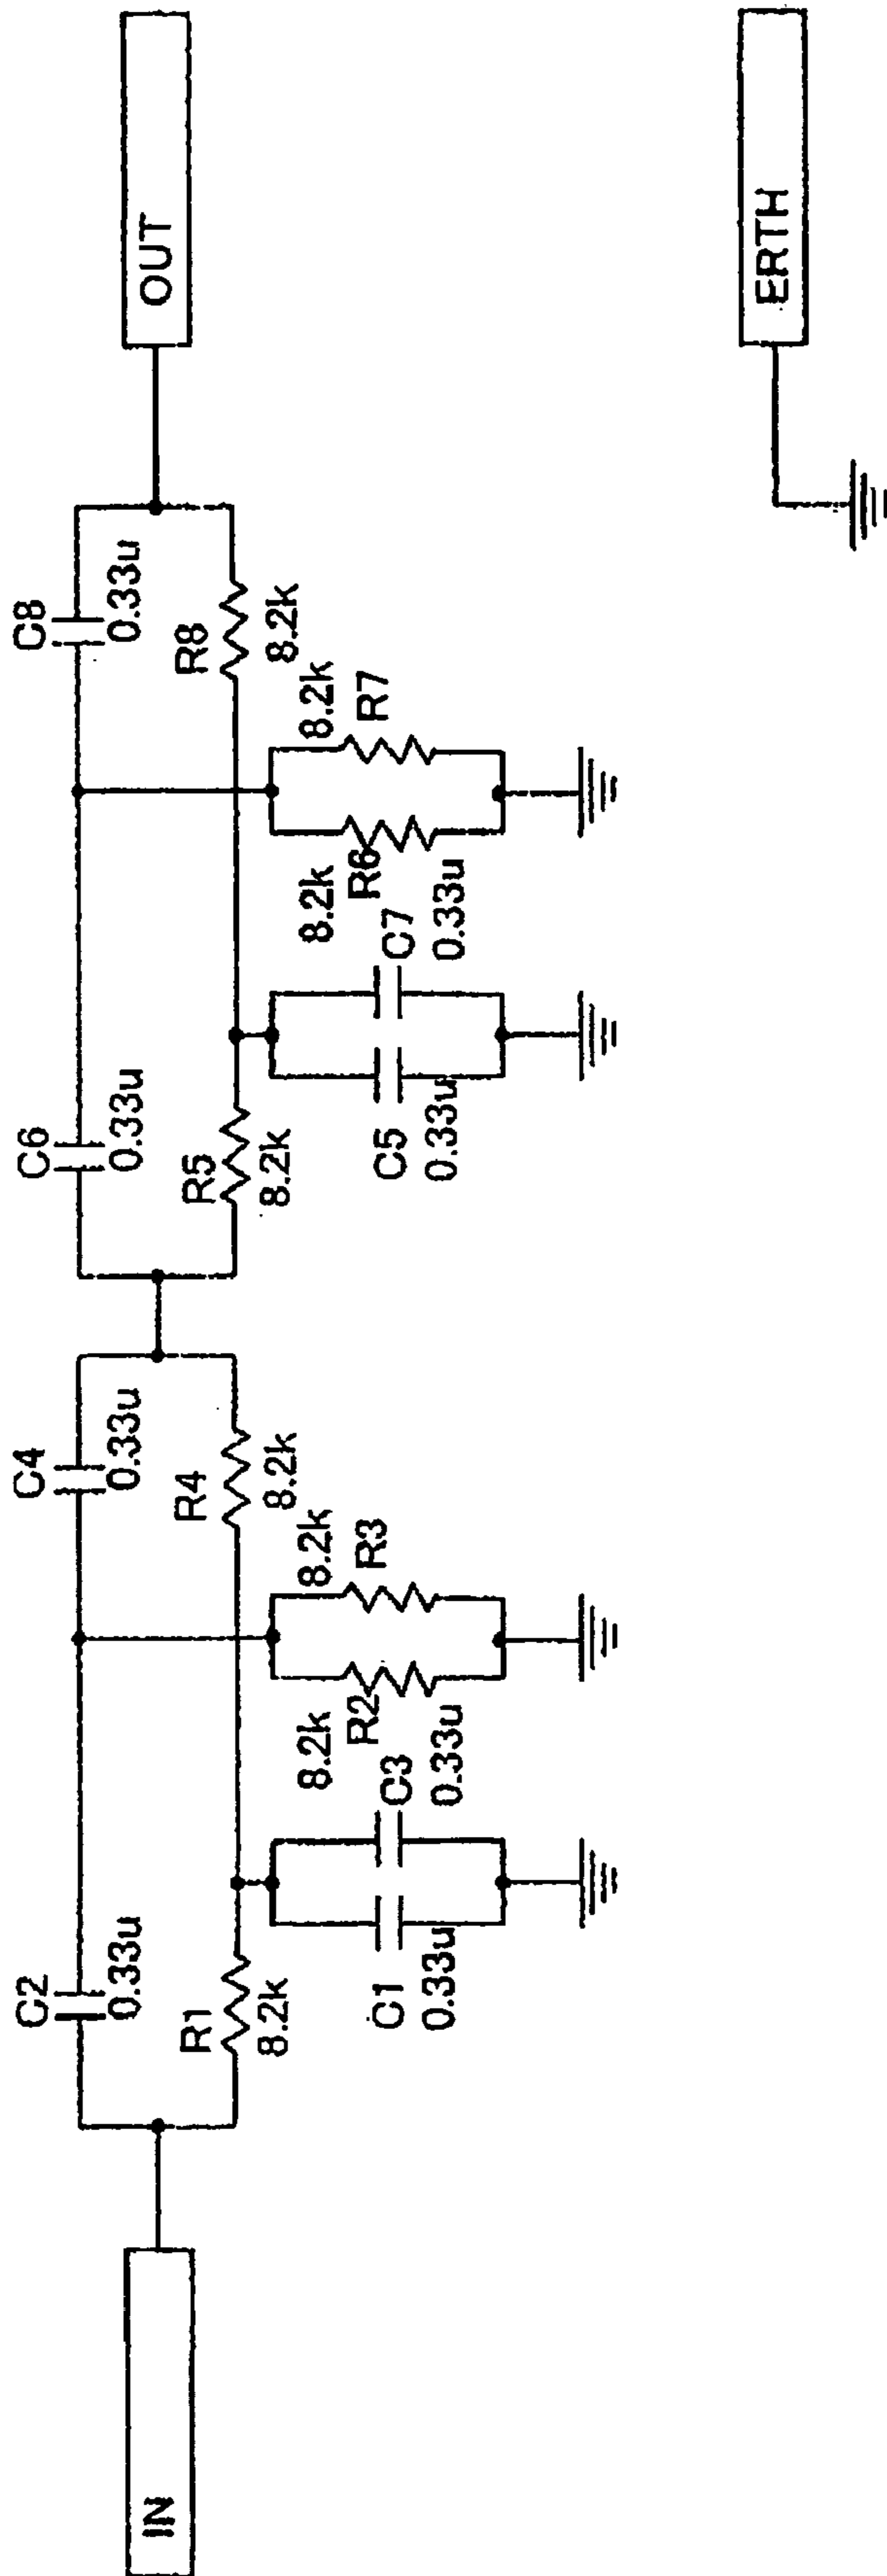 IN
C2
0.33u
R1
8.2k
C1
0.33u
C3
0.33u
8.2k
R2
8.2k
R3
C4
0.33u
R4
8.2k
C6
0.33u
R5
8.2k
C5
0.33u
C7
0.33u
8.2k
R6
8.2k
R7
C8
0.33u
R8
8.2k
OUT
ERTH